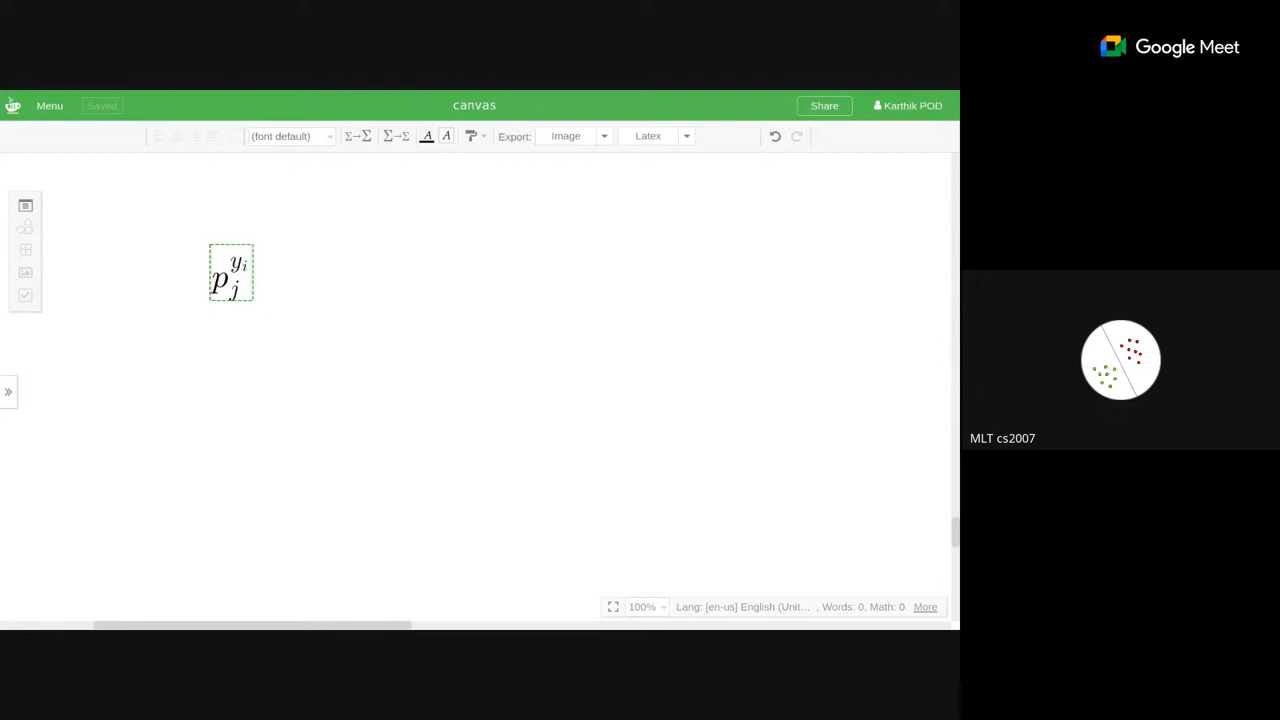 Google Meet
Menu Saved canvas Share Karthik POD
(font default) Σ→Σ Σ→Σ A A Export: Image Latex
p_j^{y_i}
MLT cs2007
100% Lang: [en-us] English (Unit... , Words: 0, Math: 0 More